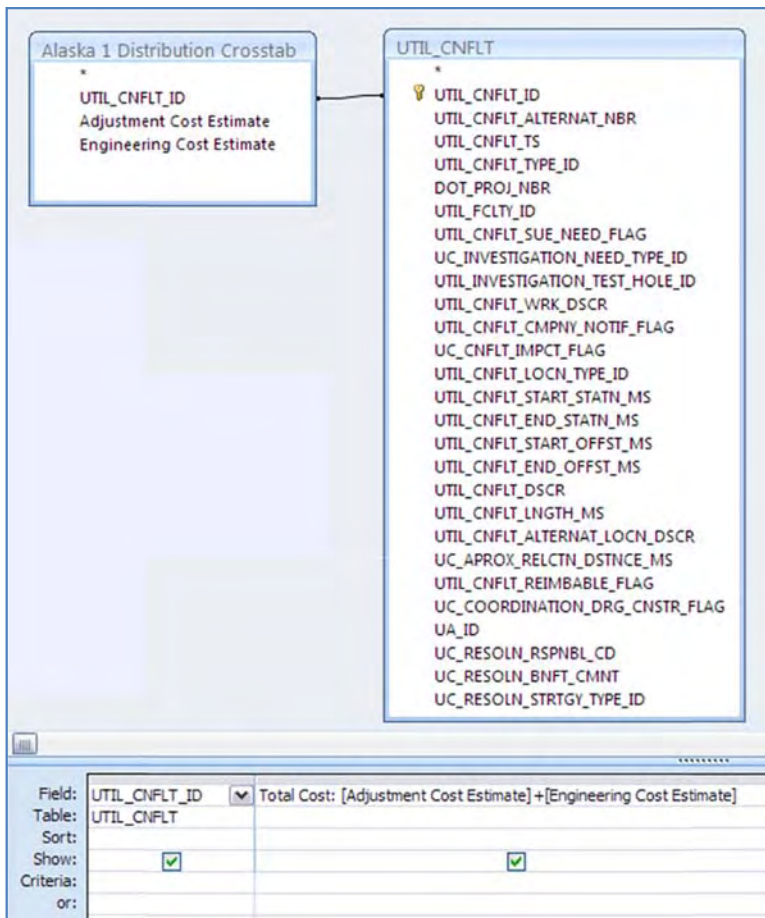 Alaska 1 Distribution Crosstab
*
UTIL_CNFLT_ID
Adjustment Cost Estimate
Engineering Cost Estimate
UTIL_CNFLT
*
UTIL_CNFLT_ID
UTIL_CNFLT_ALTERNAT_NBR
UTIL_CNFLT_TS
UTIL_CNFLT_TYPE_ID
DOT_PROJ_NBR
UTIL_FCLTY_ID
UTIL_CNFLT_SUE_NEED_FLAG
UC_INVESTIGATION_NEED_TYPE_ID
UTIL_INVESTIGATION_TEST_HOLE_ID
UTIL_CNFLT_WRK_DSCR
UTIL_CNFLT_CMPNY_NOTIF_FLAG
UC_CNFLT_IMPCT_FLAG
UTIL_CNFLT_LOCN_TYPE_ID
UTIL_CNFLT_START_STATN_MS
UTIL_CNFLT_END_STATN_MS
UTIL_CNFLT_START_OFFST_MS
UTIL_CNFLT_END_OFFST_MS
UTIL_CNFLT_DSCR
UTIL_CNFLT_LNGTH_MS
UTIL_CNFLT_ALTERNAT_LOCN_DSCR
UC_APROX_RELCTN_DSTNCE_MS
UTIL_CNFLT_REIMBABLE_FLAG
UC_COORDINATION_DRG_CNSTR_FLAG
UA_ID
UC_RESOLN_RSPNBL_CD
UC_RESOLN_BNFT_CMNT
UC_RESOLN_STRTGY_TYPE_ID
Field: UTIL_CNFLT_ID Total Cost: [Adjustment Cost Estimate]+[Engineering Cost Estimate]
Table: UTIL_CNFLT
Sort:
Show:
Criteria:
or: